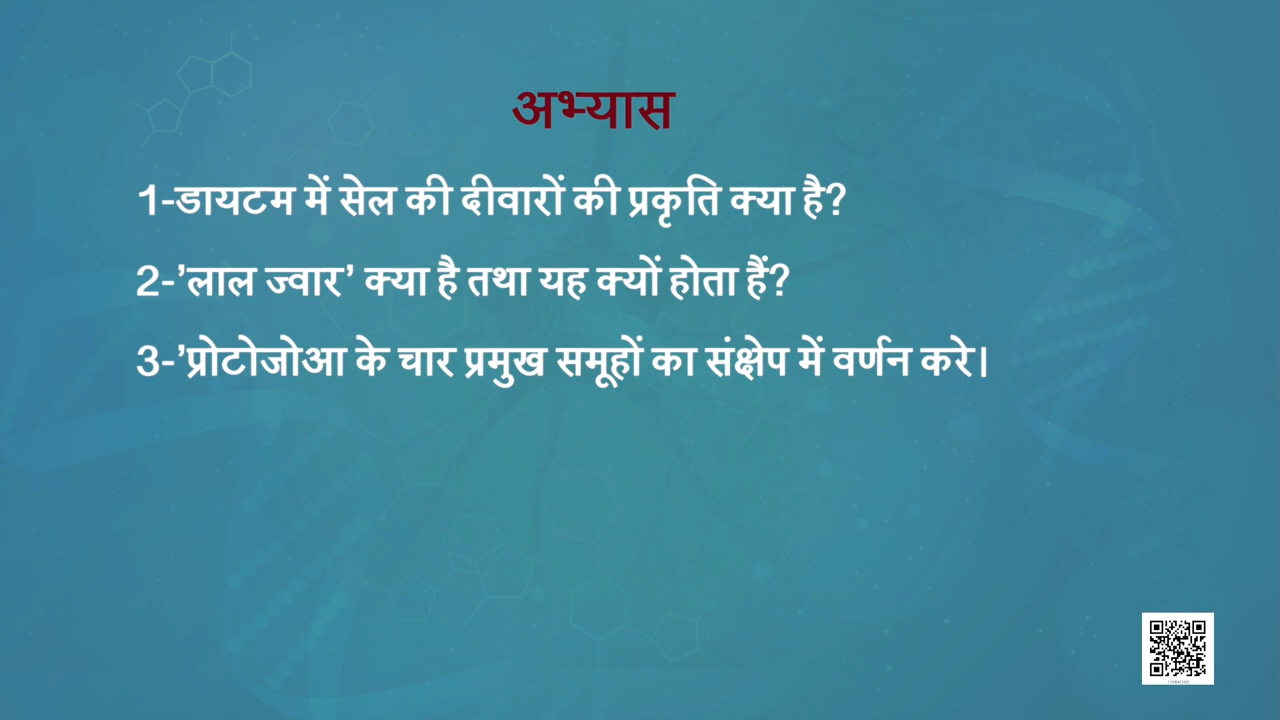 अभ्यास
1-डायटम में सेल की दीवारों की प्रकृति क्या है?
2-’लाल ज्वार’ क्या है तथा यह क्यों होता हैं?
3-’प्रोटोजोआ के चार प्रमुख समूहों का संक्षेप में वर्णन करे।